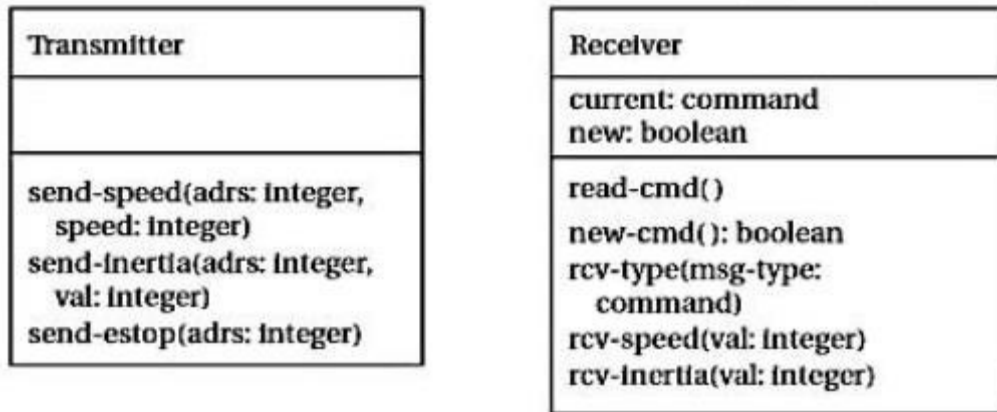 Transmitter
send-speed(adrs: integer,
speed: integer)
send-inertia(adrs: integer,
val: integer)
send-estop(adrs: integer)
Receiver
current: command
new: boolean
read-cmd()
new-cmd(): boolean
rcv-type(msg-type:
command)
rcv-speed(val: integer)
rcv-inertia(val: integer)